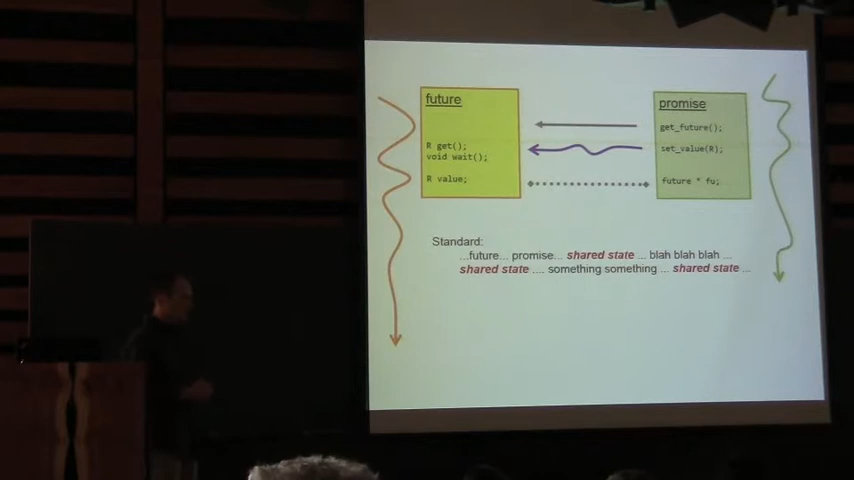 future
R get();
void wait();
R value;
promise
get_future();
set_value(R);
future * fu;
Standard:
...future... promise... shared state ... blah blah blah ...
shared state .... something something ... shared state ...